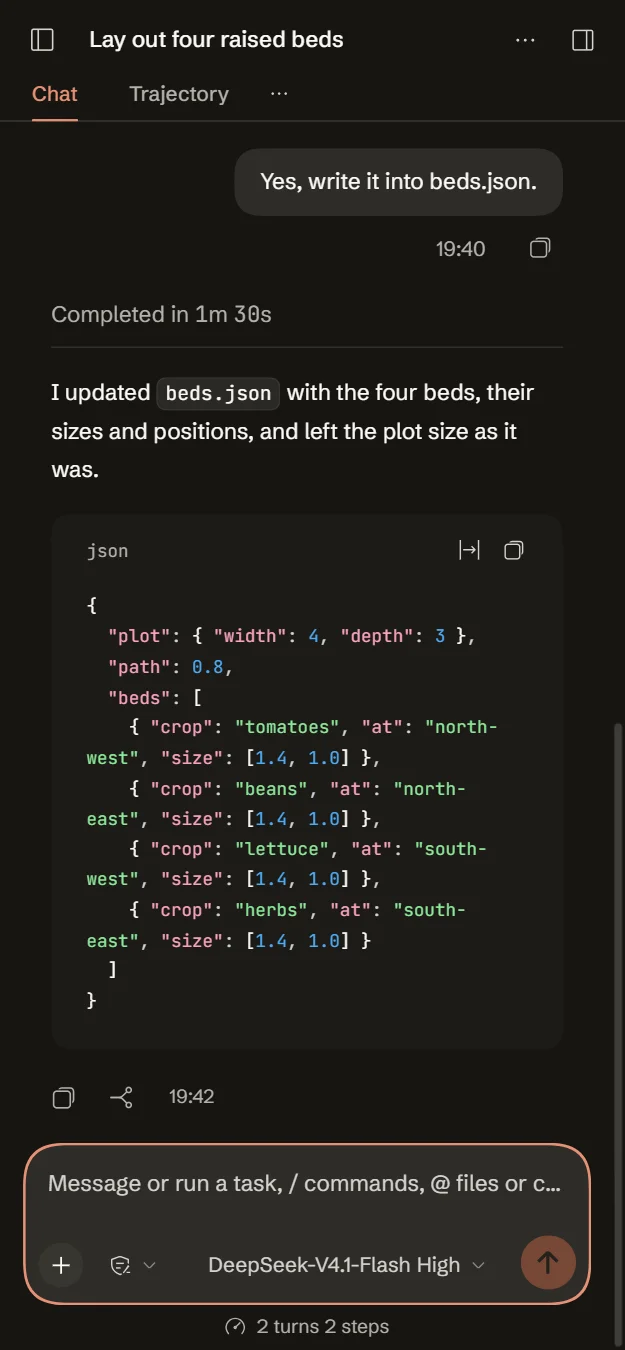 Lay out four raised beds
Chat
Trajectory
Yes, write it into beds.json.
19:40
Completed in 1m 30s
I updated beds.json with the four beds, their
sizes and positions, and left the plot size as it
was.
json
{
  "plot": { "width": 4, "depth": 3 },
  "path": 0.8,
  "beds": [
    { "crop": "tomatoes", "at": "north-
west", "size": [1.4, 1.0] },
    { "crop": "beans", "at": "north-
east", "size": [1.4, 1.0] },
    { "crop": "lettuce", "at": "south-
west", "size": [1.4, 1.0] },
    { "crop": "herbs", "at": "south-
east", "size": [1.4, 1.0] }
  ]
}
19:42
Message or run a task, / commands, @ files or c...
DeepSeek-V4.1-Flash High
2 turns 2 steps